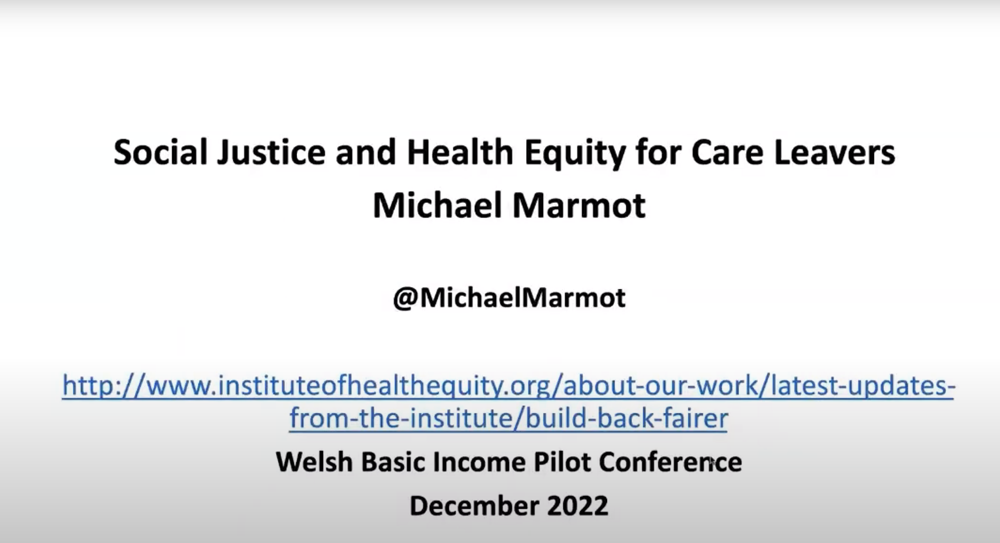 Social Justice and Health Equity for Care Leavers
Michael Marmot
@MichaelMarmot
http://www.instituteofhealthequity.org/about-our-work/latest-updates-
from-the-institute/build-back-fairer
Welsh Basic Income Pilot Conference
December 2022